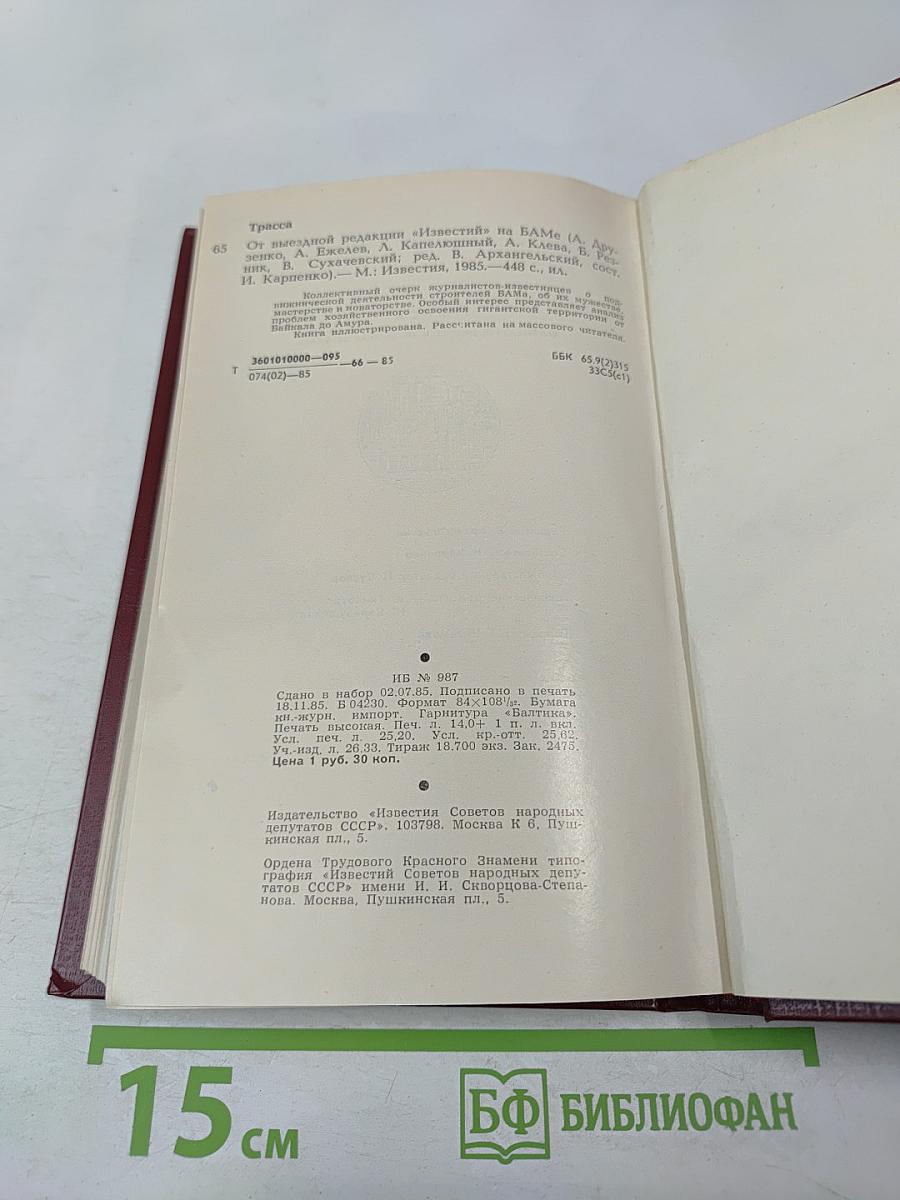 Трасса
65 От выездной редакции «Известий» на БАМе (А. Дру-
зенко, А. Ежелев, Л. Капелюшный, А. Клева, Б. Рез-
ник, В. Сухачевский; ред. В. Архангельский, сост.
И. Карпенко).— М.: Известия, 1985.—448 с., ил.
Коллективный очерк журналистов-известинцев о под-
вижнической деятельности строителей БАМа, об их мужестве,
мастерстве и новаторстве. Особый интерес представляет анализ
проблем хозяйственного освоения гигантской территории от
Байкала до Амура.
Книга иллюстрирована. Рассчитана на массового читателя.
Т 3601010000—095 —66 — 85
074(02)—85
ББК 65.9(2)315
33С5(с1)
ИБ № 987
Сдано в набор 02.07.85. Подписано в печать
18.11.85. Б 04230. Формат 84×108¹/₃₂. Бумага
кн.-журн. импорт. Гарнитура «Балтика».
Печать высокая. Печ. л. 14,0+ 1 п. л. вкл.
Усл. печ. л. 25,20. Усл. кр.-отт. 25,62.
Уч.-изд. л. 26,33. Тираж 18.700 экз. Зак. 2475.
Цена 1 руб. 30 коп.
Издательство «Известия Советов народных
депутатов СССР». 103798. Москва К 6, Пуш-
кинская пл., 5.
Ордена Трудового Красного Знамени типо-
графия «Известий Советов народных депу-
татов СССР» имени И. И. Скворцова-Степа-
нова. Москва, Пушкинская пл., 5.
15 см
БФ БИБЛИОФАН